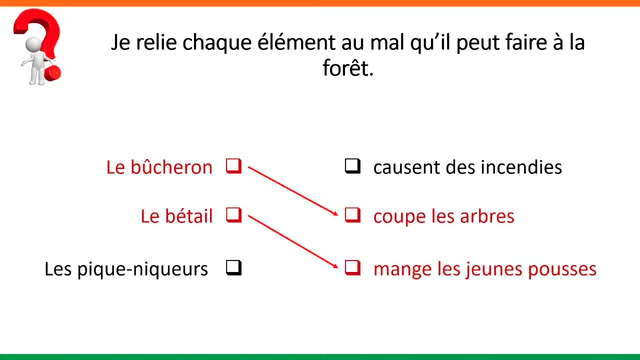 Je relie chaque élément au mal qu’il peut faire à la
forêt.
Le bûcheron
causent des incendies
Le bétail
coupe les arbres
Les pique-niqueurs
mange les jeunes pousses